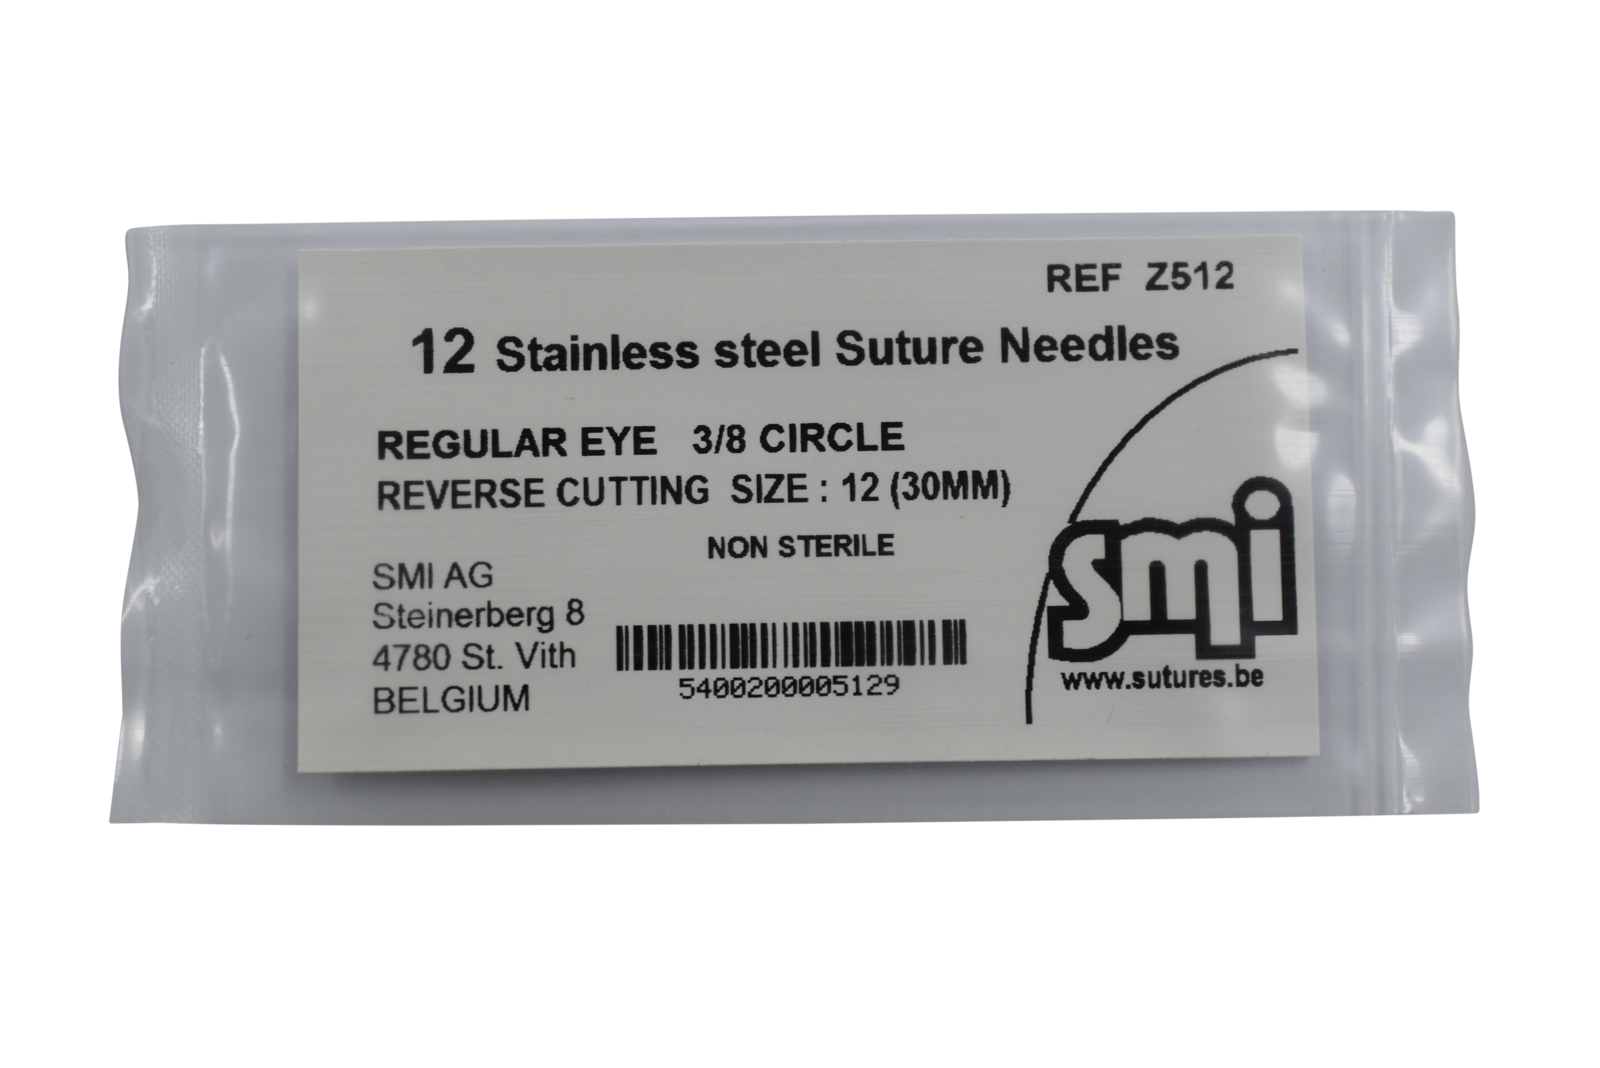 REF Z512
12 Stainless steel Suture Needles
REGULAR EYE 3/8 CIRCLE
REVERSE CUTTING SIZE : 12 (30MM)
NON STERILE
SMI AG
Steinerberg 8
4780 St. Vith
BELGIUM
5400200005129
smi
www.sutures.be